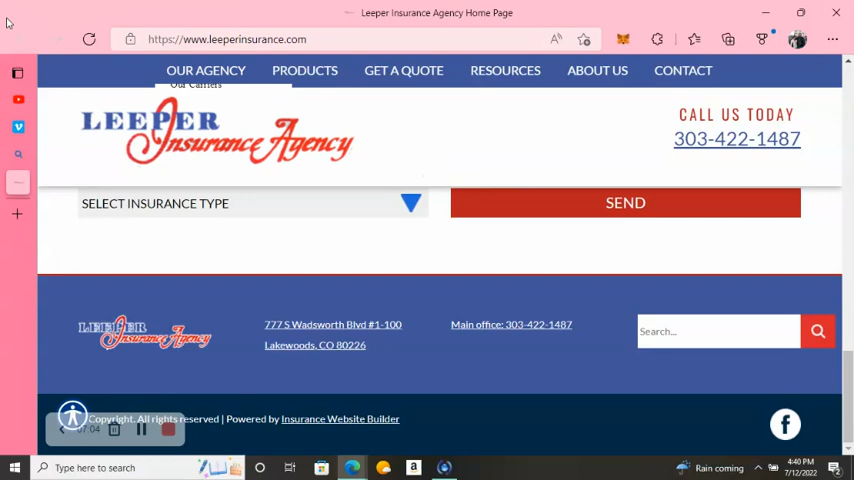 Leeper Insurance Agency Home Page
https://www.leeperinsurance.com
OUR AGENCY PRODUCTS GET A QUOTE RESOURCES ABOUT US CONTACT
Our Carriers
LEEPER
Insurance Agency
CALL US TODAY
303-422-1487
SELECT INSURANCE TYPE
SEND
LEEPER
Insurance Agency
777 S Wadsworth Blvd #1-100
Lakewoods, CO 80226
Main office: 303-422-1487
Search...
Copyright. All rights reserved | Powered by Insurance Website Builder
07:04
Type here to search
Rain coming
4:40 PM
7/12/2022